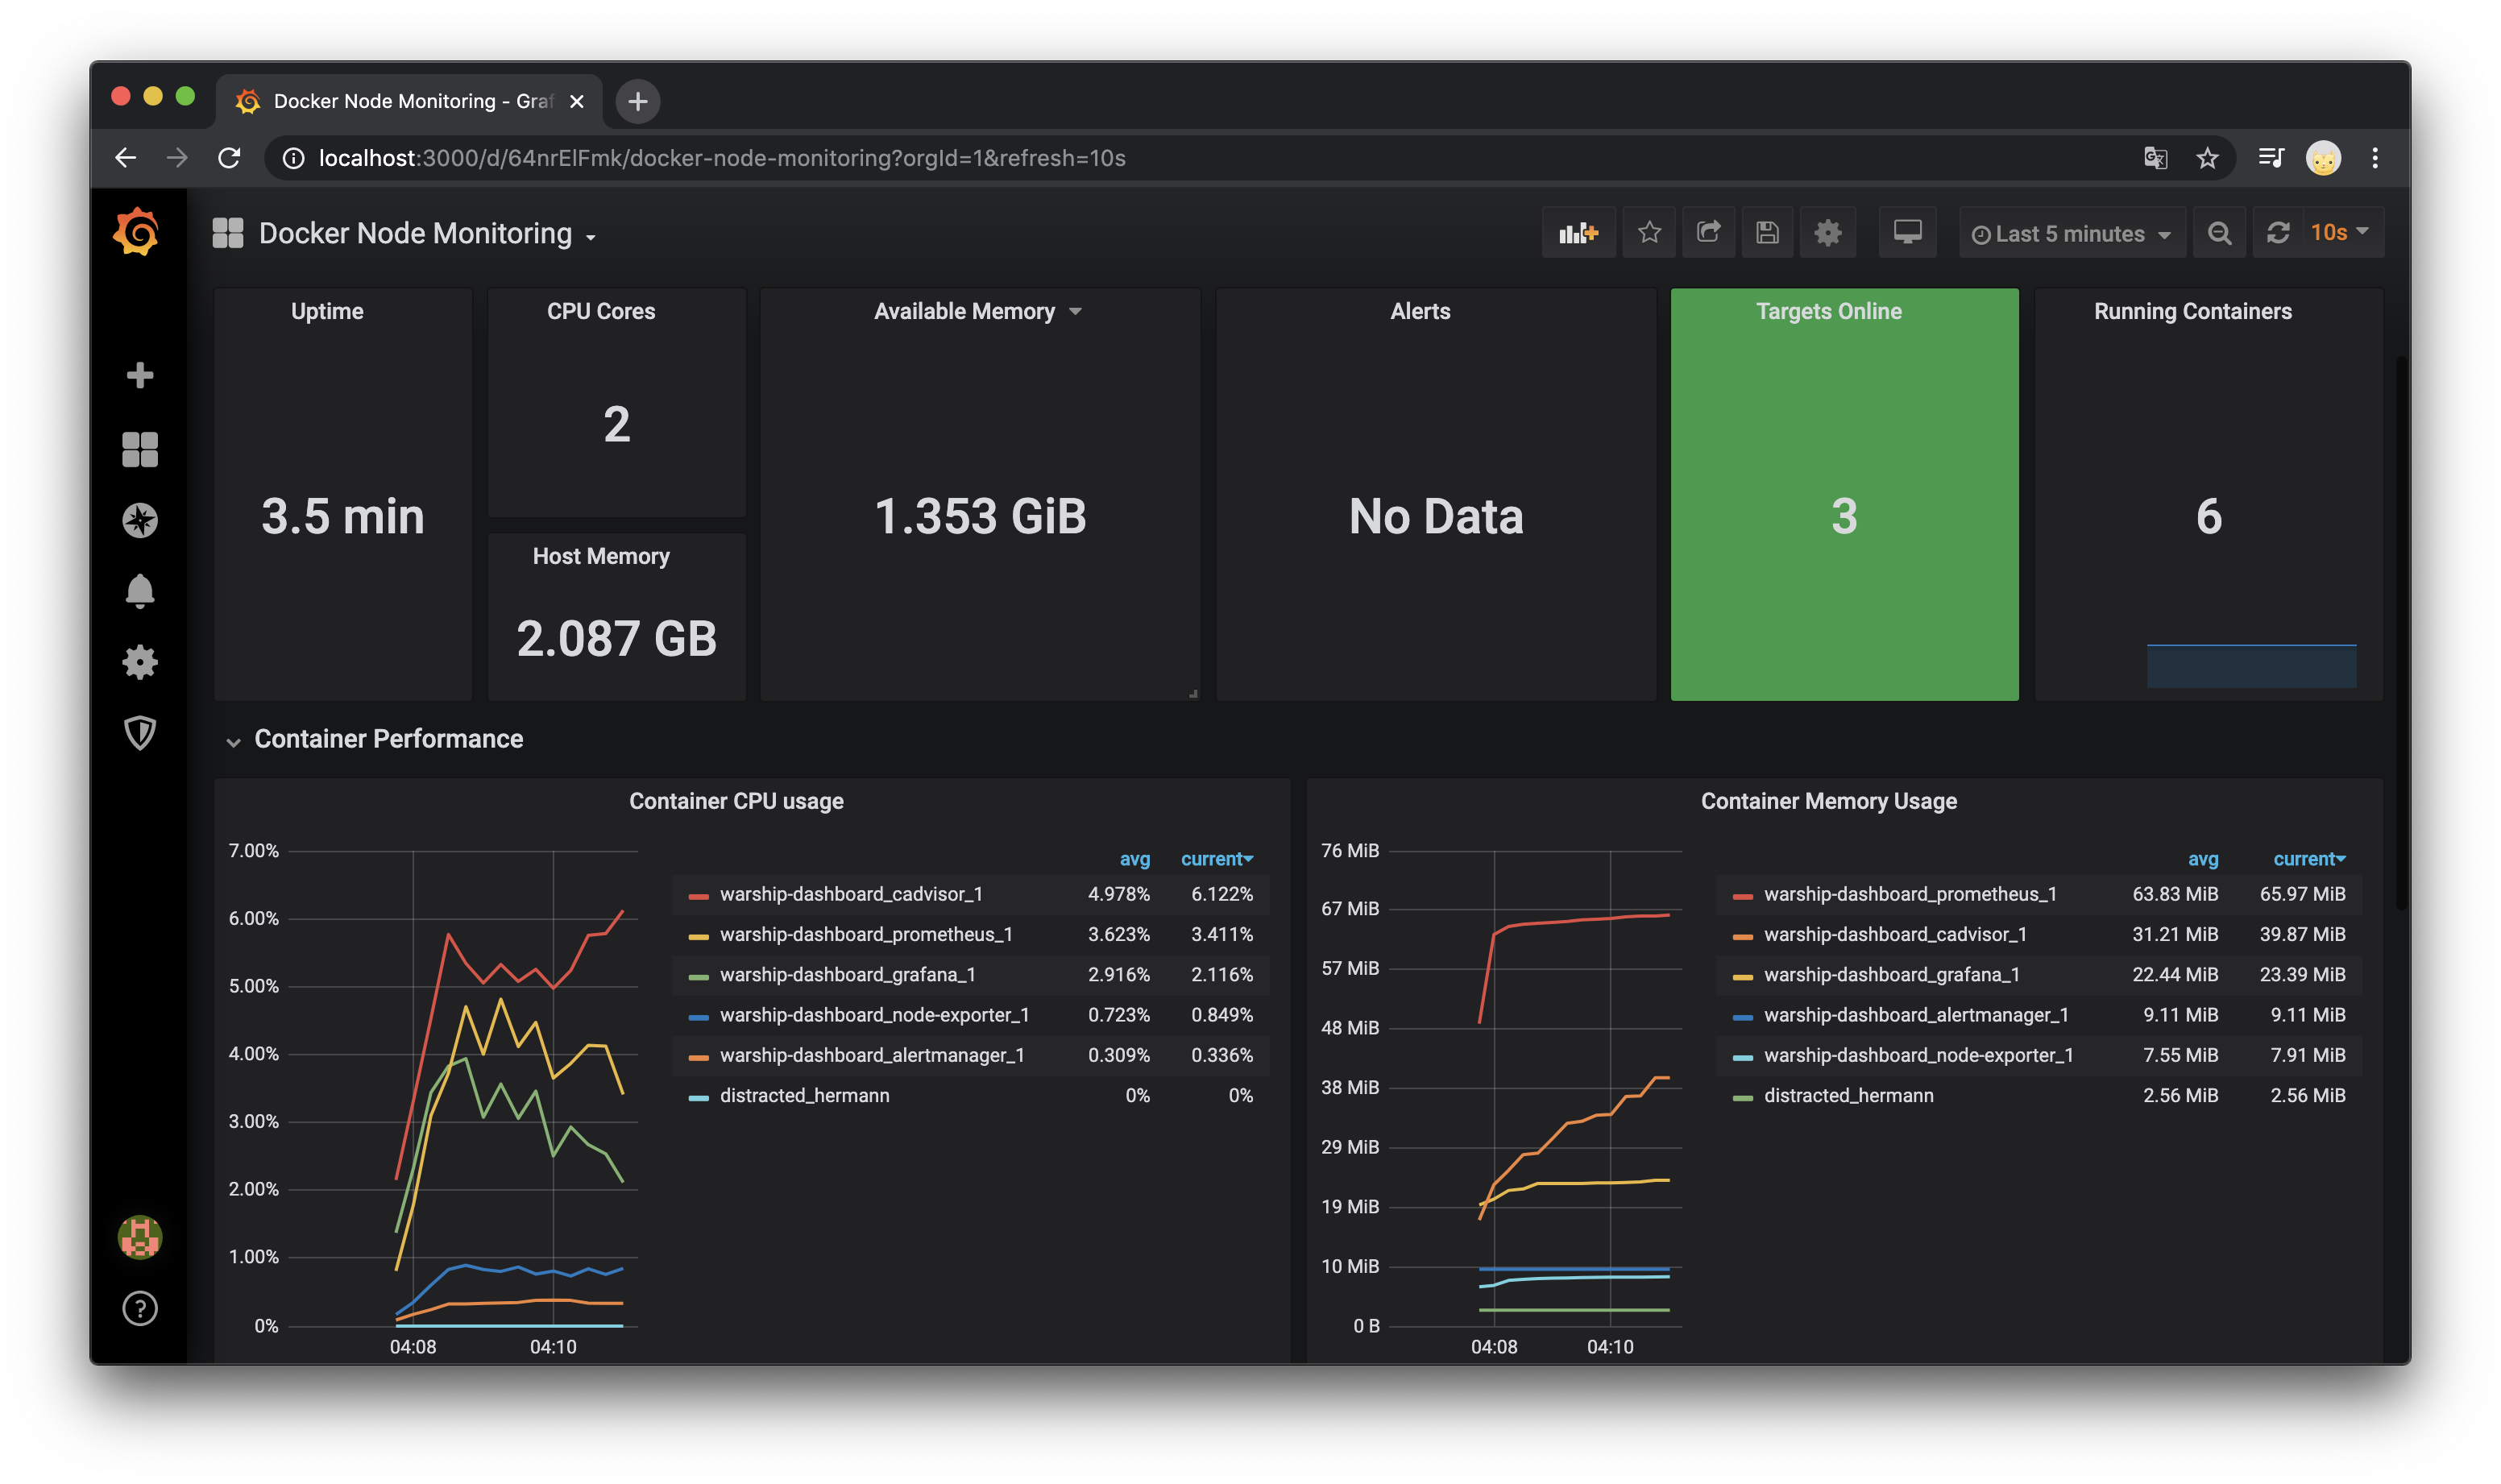 Docker Node Monitoring - Graf
localhost:3000/d/64nrElFmk/docker-node-monitoring?orgId=1&refresh=10s
Docker Node Monitoring
Last 5 minutes
10s
Uptime
3.5 min
CPU Cores
2
Host Memory
2.087 GB
Available Memory
1.353 GiB
Alerts
No Data
Targets Online
3
Running Containers
6
Container Performance
Container CPU usage
7.00%
6.00%
5.00%
4.00%
3.00%
2.00%
1.00%
0%
04:08 04:10
avg current
warship-dashboard_cadvisor_1 4.978% 6.122%
warship-dashboard_prometheus_1 3.623% 3.411%
warship-dashboard_grafana_1 2.916% 2.116%
warship-dashboard_node-exporter_1 0.723% 0.849%
warship-dashboard_alertmanager_1 0.309% 0.336%
distracted_hermann 0% 0%
Container Memory Usage
76 MiB
67 MiB
57 MiB
48 MiB
38 MiB
29 MiB
19 MiB
10 MiB
0 B
04:08 04:10
avg current
warship-dashboard_prometheus_1 63.83 MiB 65.97 MiB
warship-dashboard_cadvisor_1 31.21 MiB 39.87 MiB
warship-dashboard_grafana_1 22.44 MiB 23.39 MiB
warship-dashboard_alertmanager_1 9.11 MiB 9.11 MiB
warship-dashboard_node-exporter_1 7.55 MiB 7.91 MiB
distracted_hermann 2.56 MiB 2.56 MiB